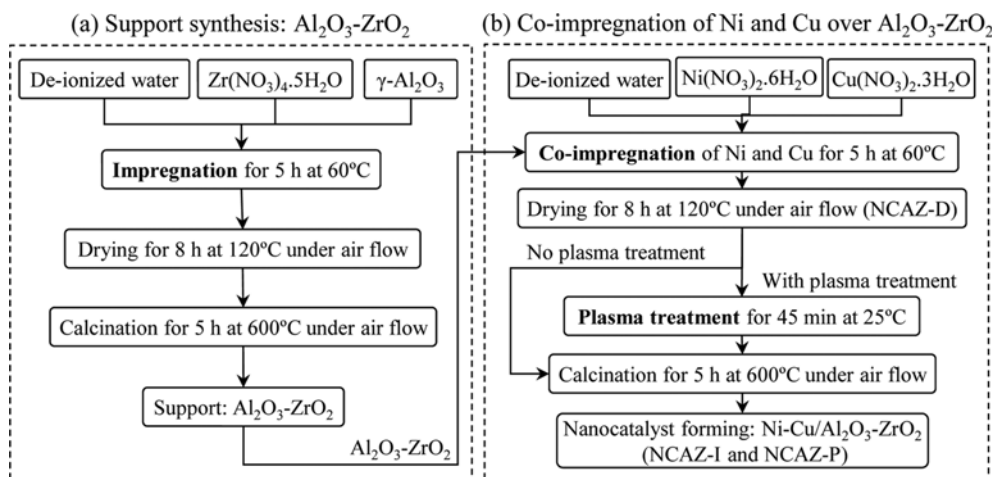 (a) Support synthesis: Al₂O₃-ZrO₂
De-ionized water
Zr(NO₃)₄.5H₂O
γ-Al₂O₃
Impregnation for 5 h at 60ºC
Drying for 8 h at 120ºC under air flow
Calcination for 5 h at 600ºC under air flow
Support: Al₂O₃-ZrO₂
Al₂O₃-ZrO₂
(b) Co-impregnation of Ni and Cu over Al₂O₃-ZrO₂
De-ionized water
Ni(NO₃)₂.6H₂O
Cu(NO₃)₂.3H₂O
Co-impregnation of Ni and Cu for 5 h at 60ºC
Drying for 8 h at 120ºC under air flow (NCAZ-D)
No plasma treatment
With plasma treatment
Plasma treatment for 45 min at 25ºC
Calcination for 5 h at 600ºC under air flow
Nanocatalyst forming: Ni-Cu/Al₂O₃-ZrO₂
(NCAZ-I and NCAZ-P)